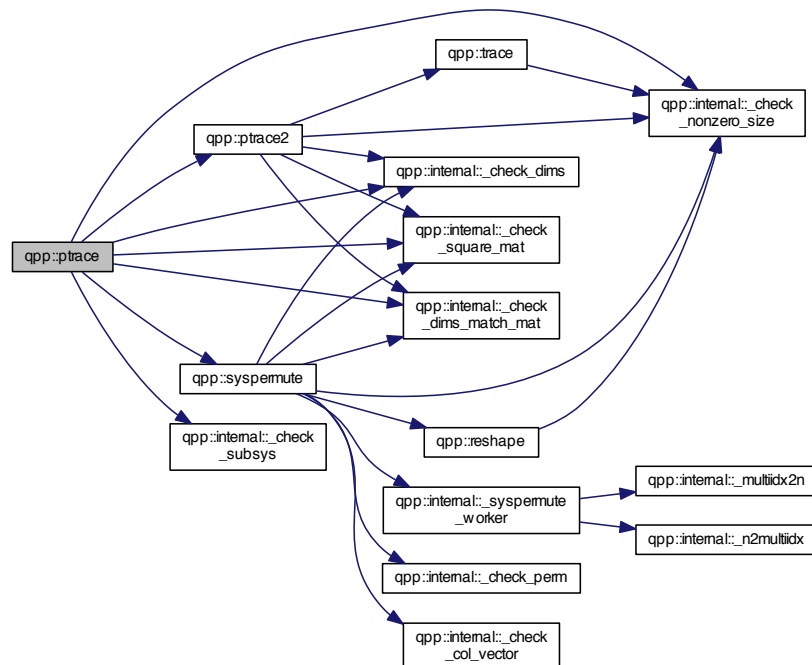 qpp::trace
qpp::internal::_check
_nonzero_size
qpp::ptrace2
qpp::internal::_check_dims
qpp::internal::_check
_square_mat
qpp::ptrace
qpp::internal::_check
_dims_match_mat
qpp::syspermute
qpp::internal::_check
_subsys
qpp::reshape
qpp::internal::_multiidx2n
qpp::internal::_syspermute
_worker
qpp::internal::_n2multiidx
qpp::internal::_check_perm
qpp::internal::_check
_col_vector